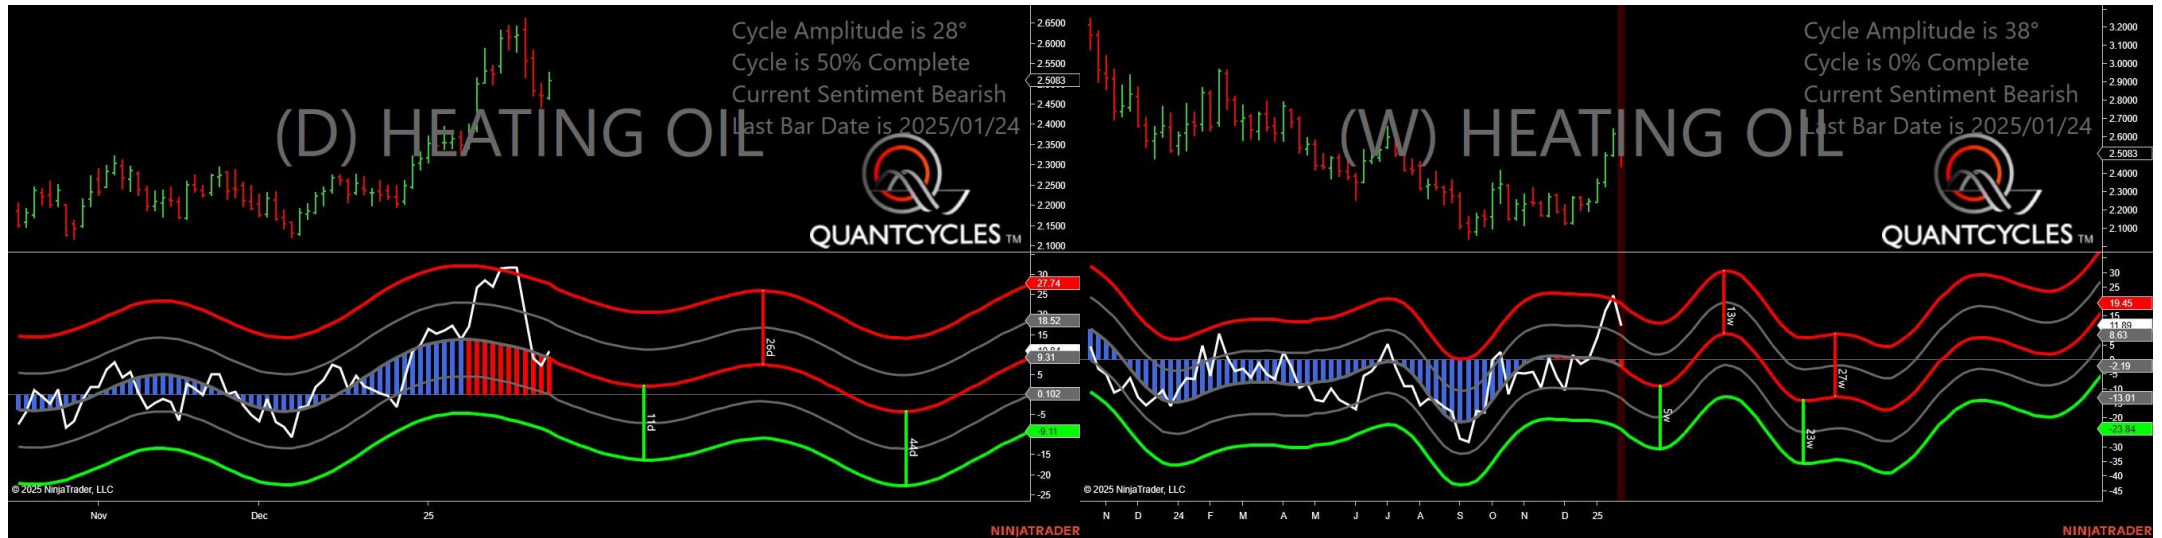 Cycle Amplitude is 28°
Cycle is 50% Complete
Current Sentiment Bearish
Last Bar Date is 2025/01/24
(D) HEATING OIL
QUANTCYCLES TM
2.6500
2.6000
2.5500
2.5083
2.4500
2.4000
2.3500
2.3000
2.2500
2.2000
2.1500
2.1000
30
27.74
25
18.52
9.31
5
0.102
-5
-9.11
-15
-20
-25
11d
26d
44d
© 2025 NinjaTrader, LLC
Nov
Dec
25
NINJATRADER
Cycle Amplitude is 38°
Cycle is 0% Complete
Current Sentiment Bearish
Last Bar Date is 2025/01/24
(W) HEATING OIL
QUANTCYCLES TM
3.2000
3.1000
3.0000
2.9000
2.8000
2.7000
2.6000
2.5083
2.4000
2.3000
2.2000
2.1000
30
25
19.45
15
11.89
8.63
5
-2.19
-5
-10
-13.01
-20
-23.84
-30
-35
-40
-45
5w
13w
23w
27w
© 2025 NinjaTrader, LLC
N D 24 F M A M J J A S O N D 25
NINJATRADER